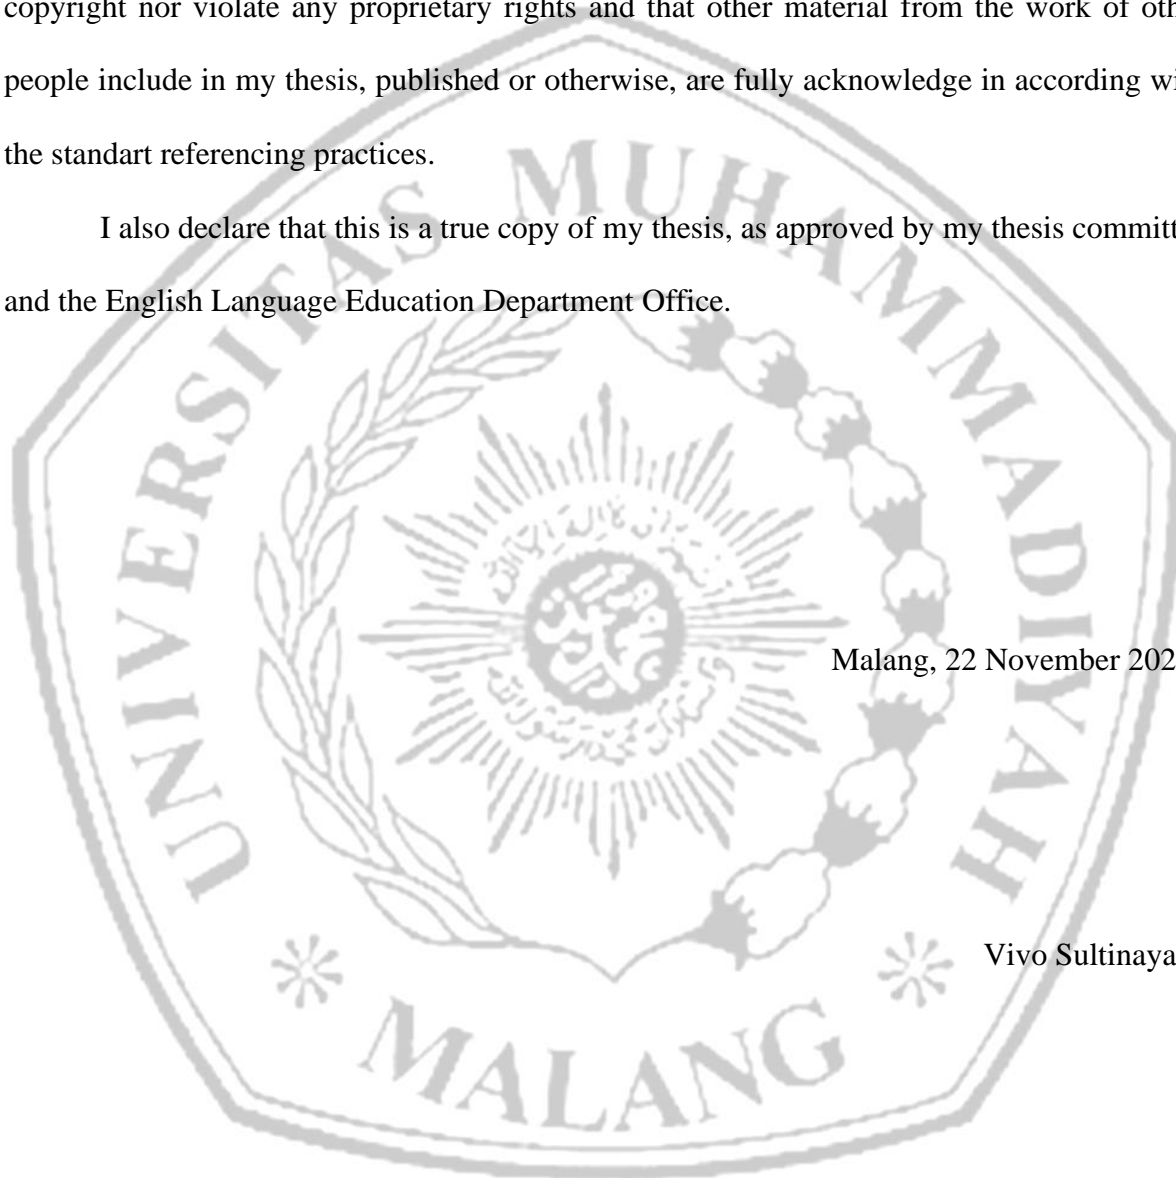 copyright nor violate any proprietary rights and that other material from the work of oth
people include in my thesis, published or otherwise, are fully acknowledge in according wi
the standart referencing practices.
I also declare that this is a true copy of my thesis, as approved by my thesis committ
and the English Language Education Department Office.
UNIVERSITAS MUHAMMADIYAH
Malang, 22 November 202
Vivo Sultinaya
* MALANG *